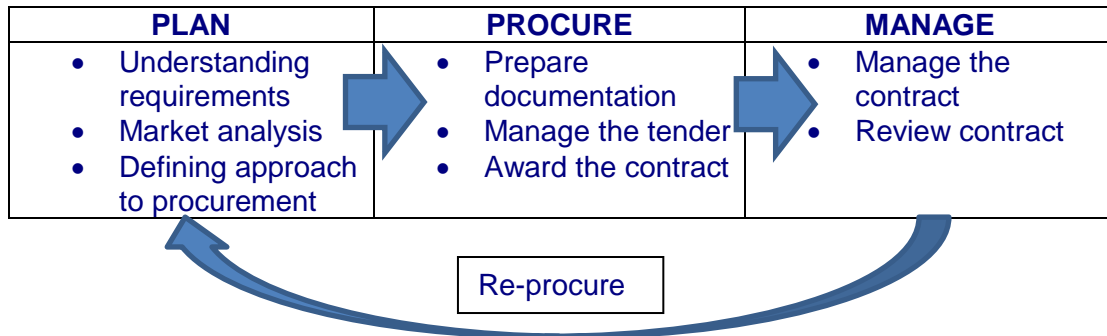 PLAN
PROCURE
MANAGE
• Understanding
requirements
• Market analysis
• Defining approach
to procurement
• Prepare
documentation
• Manage the tender
• Award the contract
• Manage the
contract
• Review contract
Re-procure